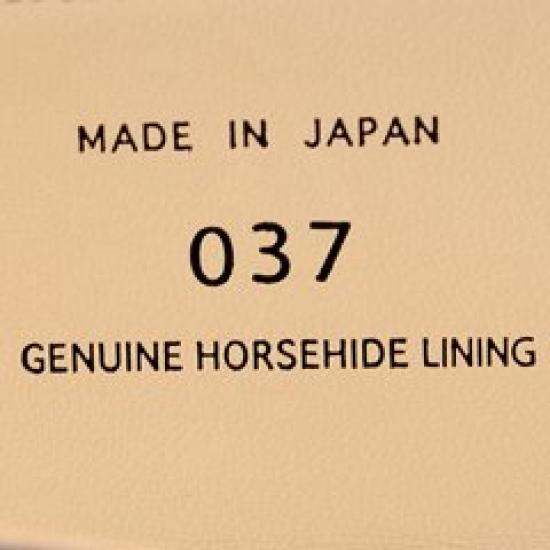 MADE IN JAPAN
037
GENUINE HORSEHIDE LINING